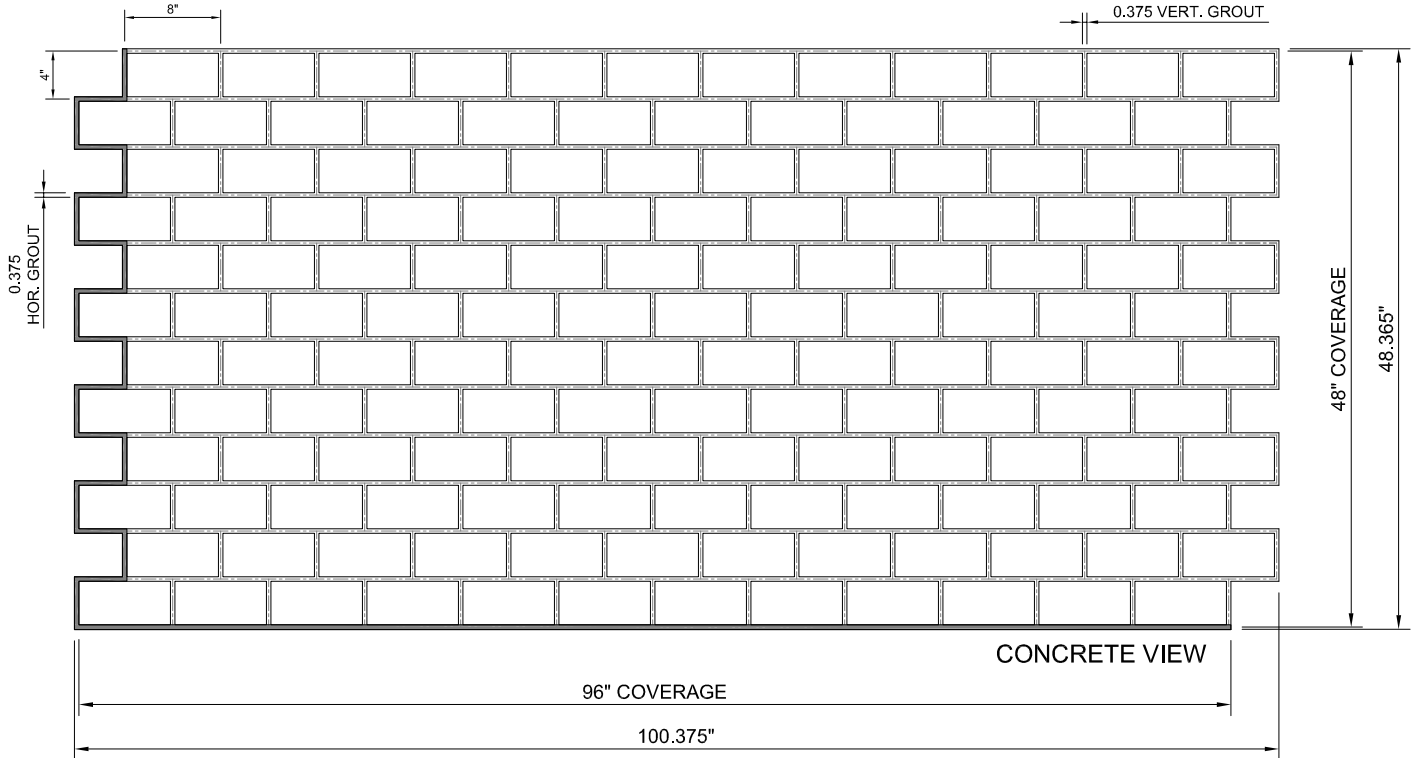 8"
0.375 VERT. GROUT
4"
0.375
HOR. GROUT
48" COVERAGE
48.365"
CONCRETE VIEW
96" COVERAGE
100.375"